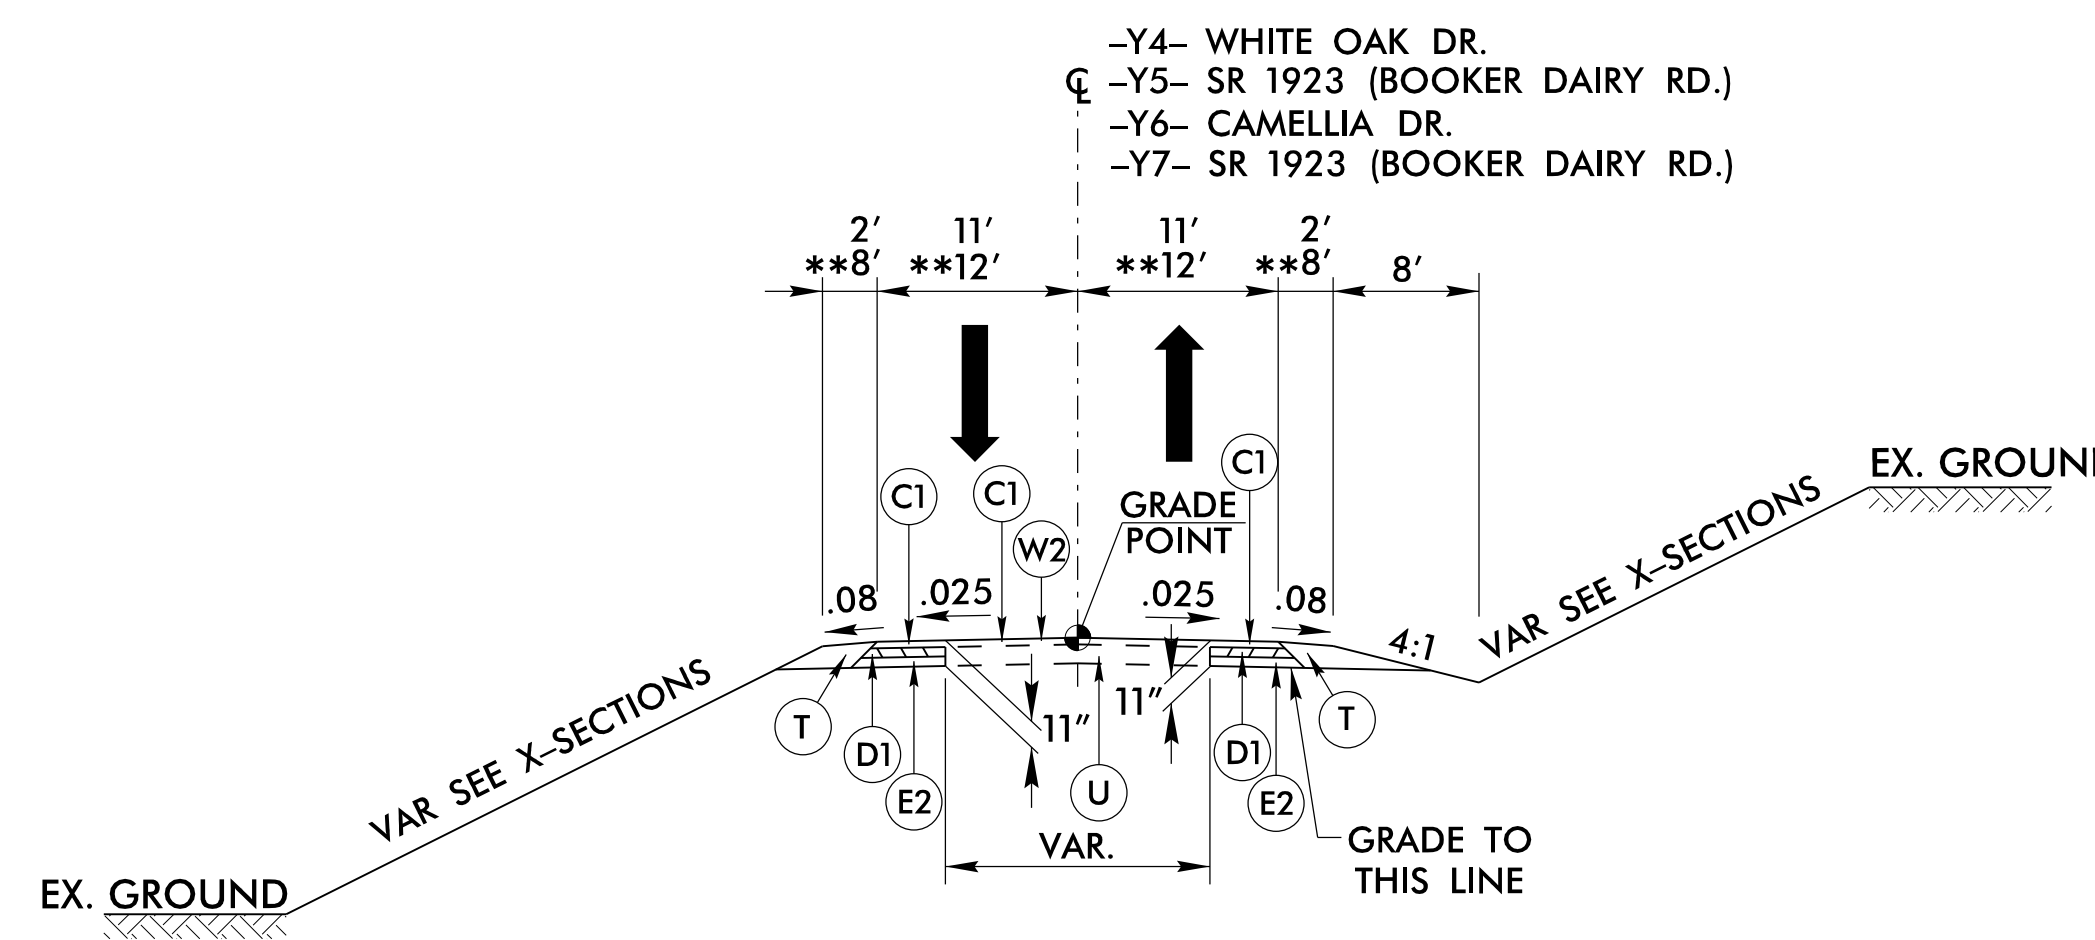 –Y4– WHITE OAK DR.
℄ –Y5– SR 1923 (BOOKER DAIRY RD.)
–Y6– CAMELLIA DR.
–Y7– SR 1923 (BOOKER DAIRY RD.)
2′ 11′ 11′ 2′
**8′ **12′ **12′ **8′ 8′
C1 C1 C1
EX. GROUN
GRADE
POINT
W2
.08 .025 .025 .08
4:1
VAR SEE X–SECTIONS
VAR SEE X–SECTIONS
11″ 11″
T D1 E2 U D1 E2 T
VAR.
GRADE TO
THIS LINE
EX. GROUND